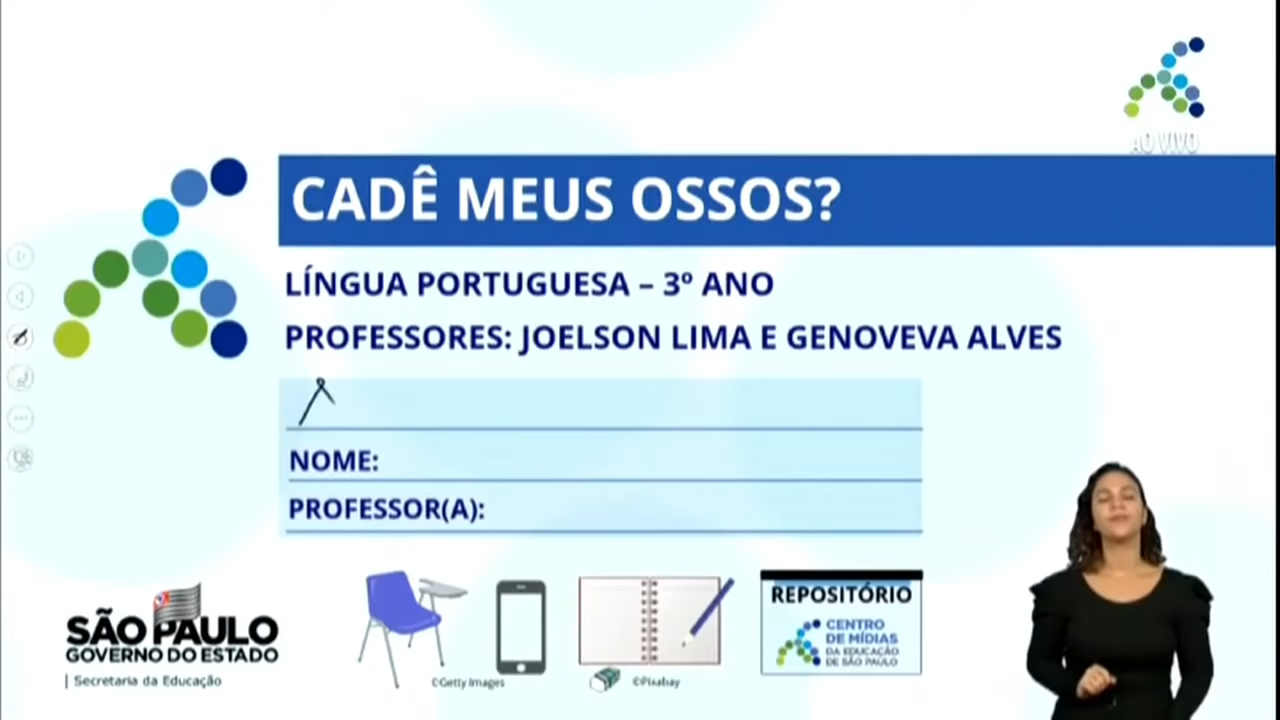 AO VIVO
CADÊ MEUS OSSOS?
LÍNGUA PORTUGUESA – 3º ANO
PROFESSORES: JOELSON LIMA E GENOVEVA ALVES
NOME:
PROFESSOR(A):
REPOSITÓRIO
CENTRO
DE MÍDIAS
DA EDUCAÇÃO
DE SÃO PAULO
SÃO PAULO
GOVERNO DO ESTADO
| Secretaria da Educação
©Getty Images
©Pixabay